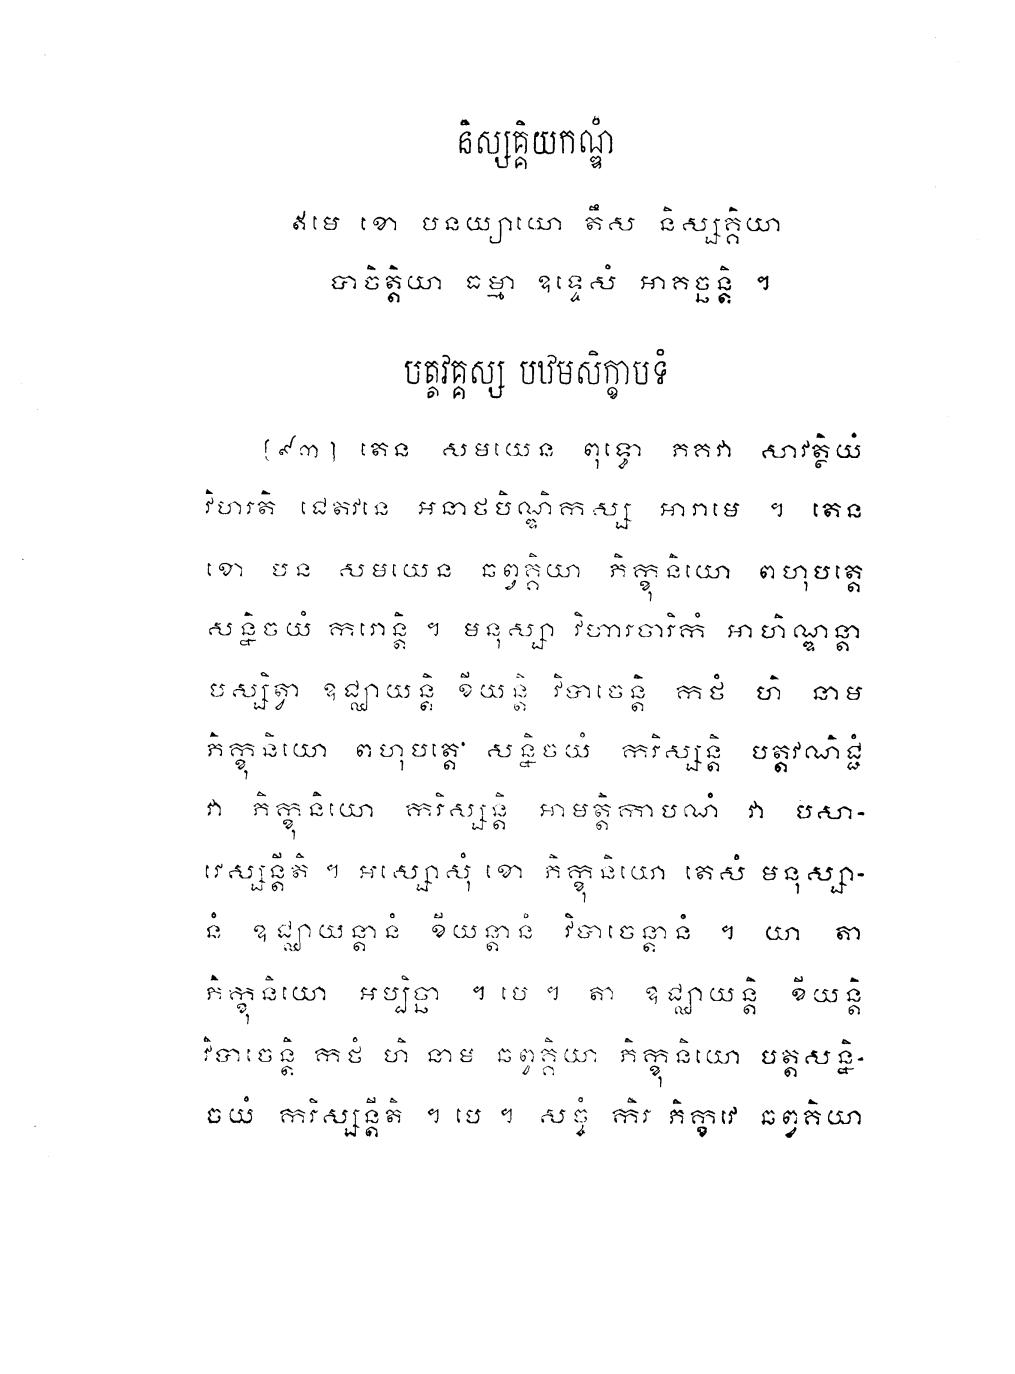 និស្សគ្គិយកណ្ឌំ
ឥមេ ខោ បនយ្យាយោ តឹស និស្សគ្គិយា
បាចិត្តិយា ធម្មា ឧទ្ទេសំ អាគច្ឆន្តិ ។
បត្តវគ្គស្ស បឋមសិក្ខាបទំ
[៩៣] តេន សមយេន ពុទ្ធោ ភគវា សាវត្ថិយំ
វិហរតិ ជេតវនេ អនាថបិណ្ឌិកស្ស អារាមេ ។ តេន
ខោ បន សមយេន ឆព្វគ្គិយា ភិក្ខុនិយោ ពហុបត្តេ
សន្និចយំ ករោន្តិ ។ មនុស្សា វិហារចារិកំ អាហិណ្ឌន្តា
បស្សិត្វា ឧជ្ឈាយន្តិ ខីយន្តិ វិបាចេន្តិ កថំ ហិ នាម
ភិក្ខុនិយោ ពហុបត្តេ សន្និចយំ ករិស្សន្តិ បត្តវណិជ្ជំ
វា ភិក្ខុនិយោ ករិស្សន្តិ អាមត្តិកាបណំ វា បសា-
រេស្សន្តីតិ ។ អស្សោសុំ ខោ ភិក្ខុនិយោ តេសំ មនុស្សា-
នំ ឧជ្ឈាយន្តានំ ខីយន្តានំ វិបាចេន្តានំ ។ យា តា
ភិក្ខុនិយោ អប្បិច្ឆា ។ បេ ។ តា ឧជ្ឈាយន្តិ ខីយន្តិ
វិបាចេន្តិ កថំ ហិ នាម ឆព្វគ្គិយា ភិក្ខុនិយោ បត្តសន្និ-
ចយំ ករិស្សន្តីតិ ។ បេ ។ សច្ចំ កិរ ភិក្ខវេ ឆព្វគិយា